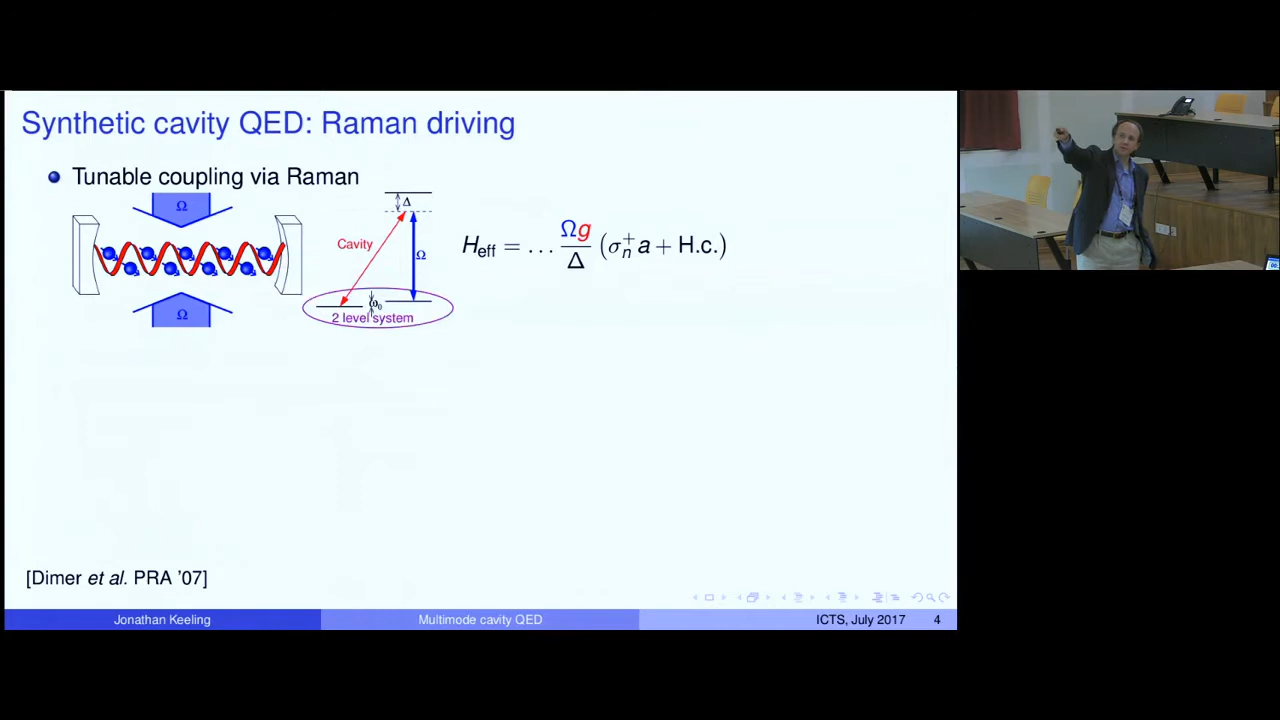 Synthetic cavity QED: Raman driving
Tunable coupling via Raman
Ω
Δ
Cavity
Ω
ω₀
2 level system
Ω
H_eff = … Ωg/Δ (σ_n^+ a + H.c.)
[Dimer et al. PRA '07]
Jonathan Keeling
Multimode cavity QED
ICTS, July 2017
4